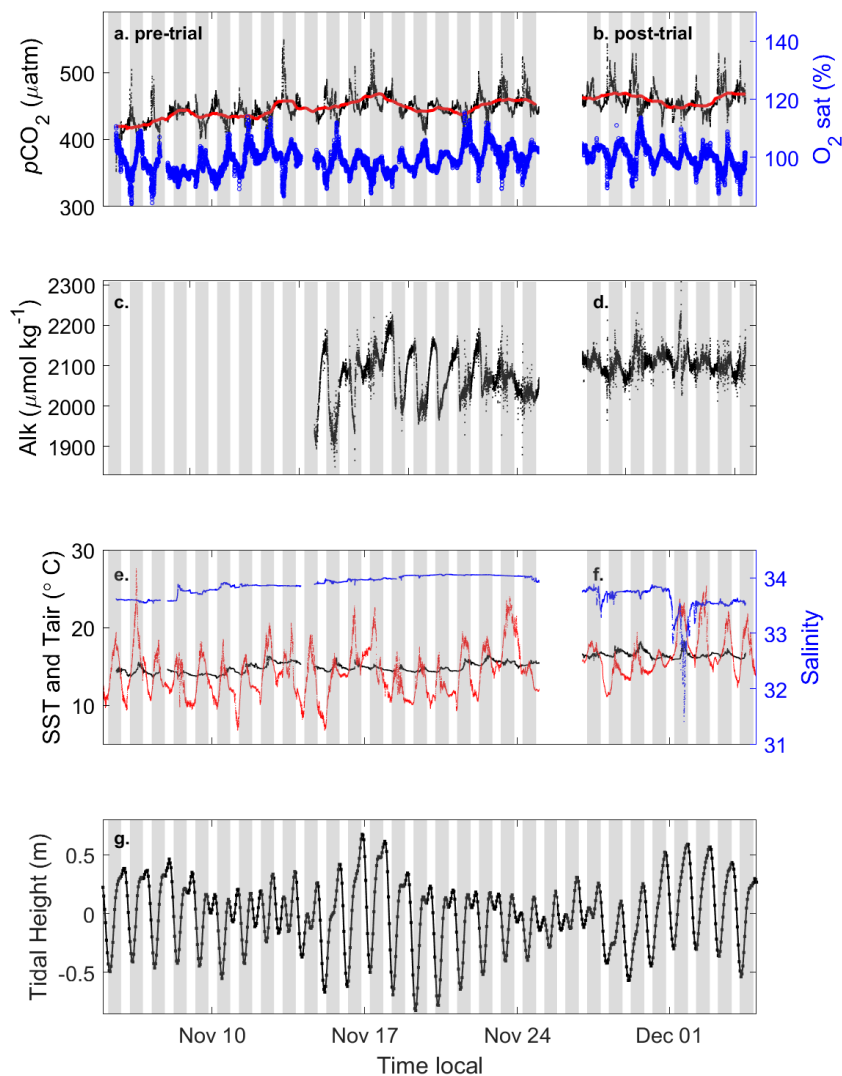 a. pre-trial
b. post-trial
pCO2 (μatm)
500
400
300
140
120
100
O2 sat (%)
c.
d.
Alk (μmol kg-1)
2300
2200
2100
2000
1900
e.
f.
SST and Tair (° C)
30
20
10
34
33
32
31
Salinity
g.
Tidal Height (m)
0.5
0
-0.5
Nov 10
Nov 17
Nov 24
Dec 01
Time local